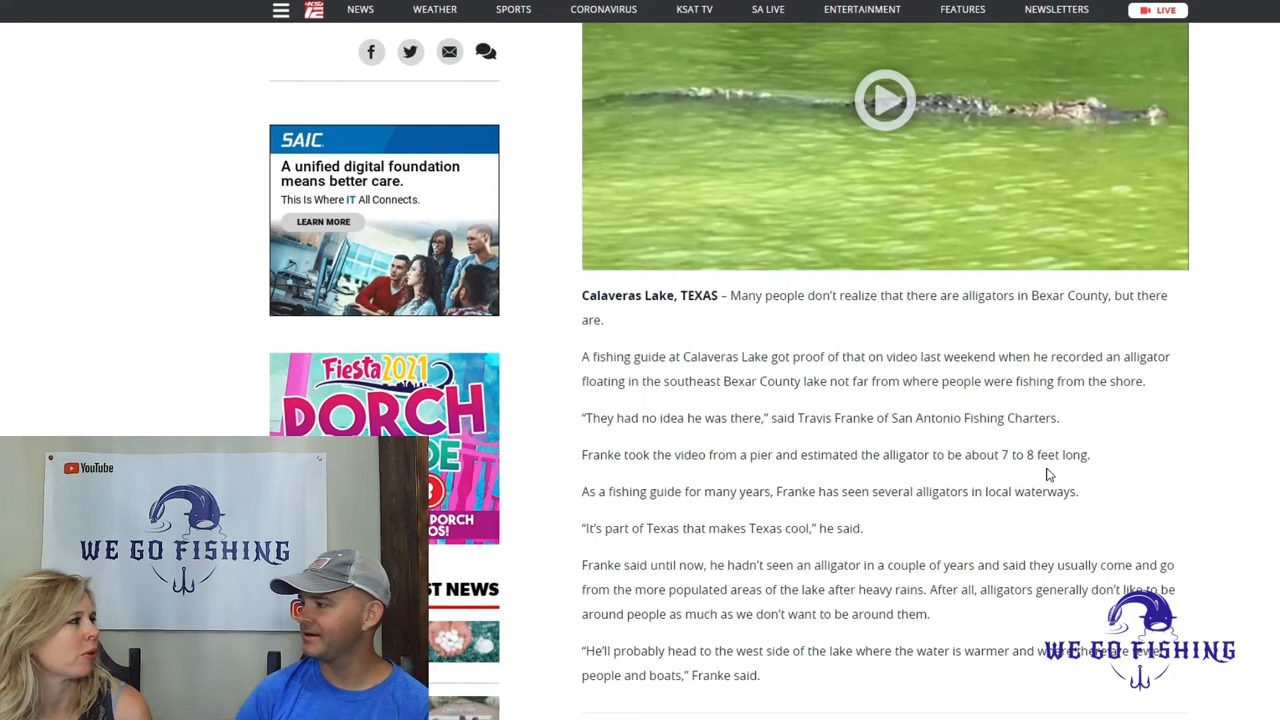 NEWS WEATHER SPORTS CORONAVIRUS KSAT TV SA LIVE ENTERTAINMENT FEATURES NEWSLETTERS LIVE
SAIC
A unified digital foundation
means better care.
This Is Where IT All Connects.
LEARN MORE
Fiesta 2021
PORCH
Calaveras Lake, TEXAS – Many people don’t realize that there are alligators in Bexar County, but there
are.
A fishing guide at Calaveras Lake got proof of that on video last weekend when he recorded an alligator
floating in the southeast Bexar County lake not far from where people were fishing from the shore.
“They had no idea he was there,” said Travis Franke of San Antonio Fishing Charters.
Franke took the video from a pier and estimated the alligator to be about 7 to 8 feet long.
As a fishing guide for many years, Franke has seen several alligators in local waterways.
“It’s part of Texas that makes Texas cool,” he said.
Franke said until now, he hadn’t seen an alligator in a couple of years and said they usually come and go
from the more populated areas of the lake after heavy rains. After all, alligators generally don’t like to be
around people as much as we don’t want to be around them.
“He’ll probably head to the west side of the lake where the water is warmer and
people and boats,” Franke said.
PORCH
NEWS
YouTube
WE GO FISHING
WE GO FISHING